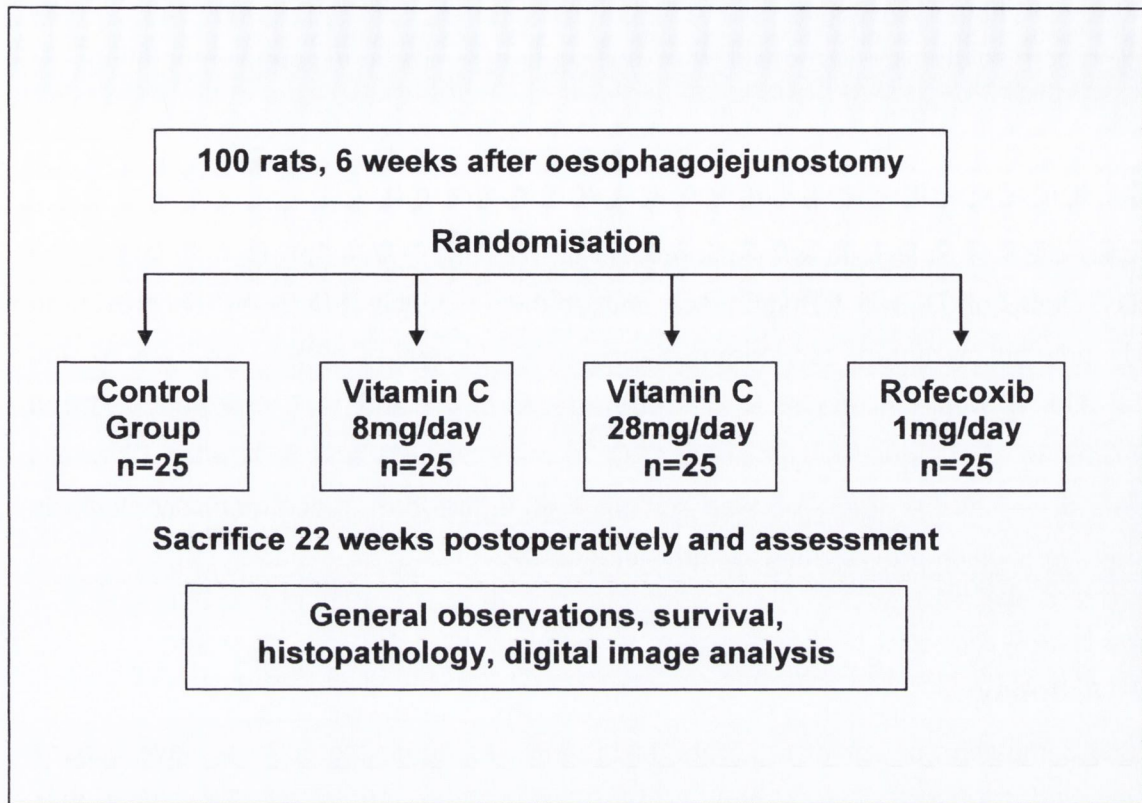 100 rats, 6 weeks after oesophagojejunostomy
Randomisation
Control
Group
n=25
Vitamin C
8mg/day
n=25
Vitamin C
28mg/day
n=25
Rofecoxib
1mg/day
n=25
Sacrifice 22 weeks postoperatively and assessment
General observations, survival,
histopathology, digital image analysis